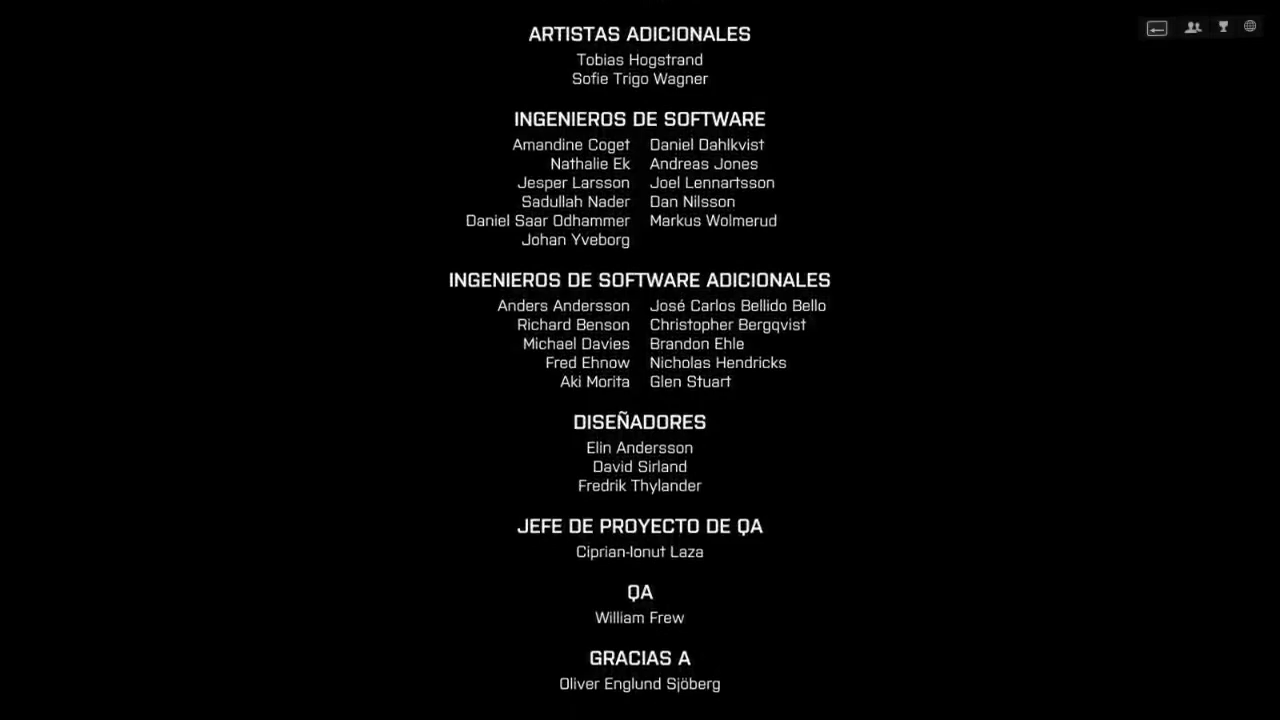 ARTISTAS ADICIONALES
Tobias Hogstrand
Sofie Trigo Wagner
INGENIEROS DE SOFTWARE
Amandine Coget Daniel Dahlkvist
Nathalie Ek Andreas Jones
Jesper Larsson Joel Lennartsson
Sadullah Nader Dan Nilsson
Daniel Saar Odhammer Markus Wolmerud
Johan Yveborg
INGENIEROS DE SOFTWARE ADICIONALES
Anders Andersson José Carlos Bellido Bello
Richard Benson Christopher Bergqvist
Michael Davies Brandon Ehle
Fred Ehnow Nicholas Hendricks
Aki Morita Glen Stuart
DISEÑADORES
Elin Andersson
David Sirland
Fredrik Thylander
JEFE DE PROYECTO DE QA
Ciprian-Ionut Laza
QA
William Frew
GRACIAS A
Oliver Englund Sjöberg